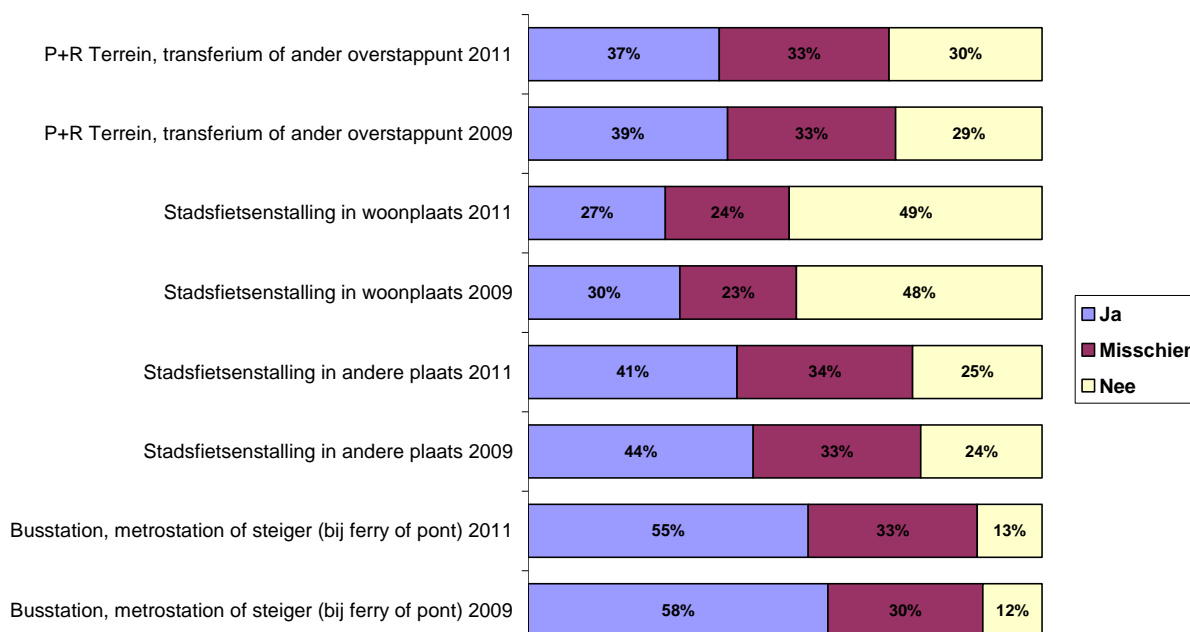 P+R Terrein, transferium of ander overstappunt 2011
37% 33% 30%
P+R Terrein, transferium of ander overstappunt 2009
39% 33% 29%
Stadsfietsenstalling in woonplaats 2011
27% 24% 49%
Stadsfietsenstalling in woonplaats 2009
30% 23% 48%
Stadsfietsenstalling in andere plaats 2011
41% 34% 25%
Stadsfietsenstalling in andere plaats 2009
44% 33% 24%
Busstation, metrostation of steiger (bij ferry of pont) 2011
55% 33% 13%
Busstation, metrostation of steiger (bij ferry of pont) 2009
58% 30% 12%
Ja
Misschien
Nee